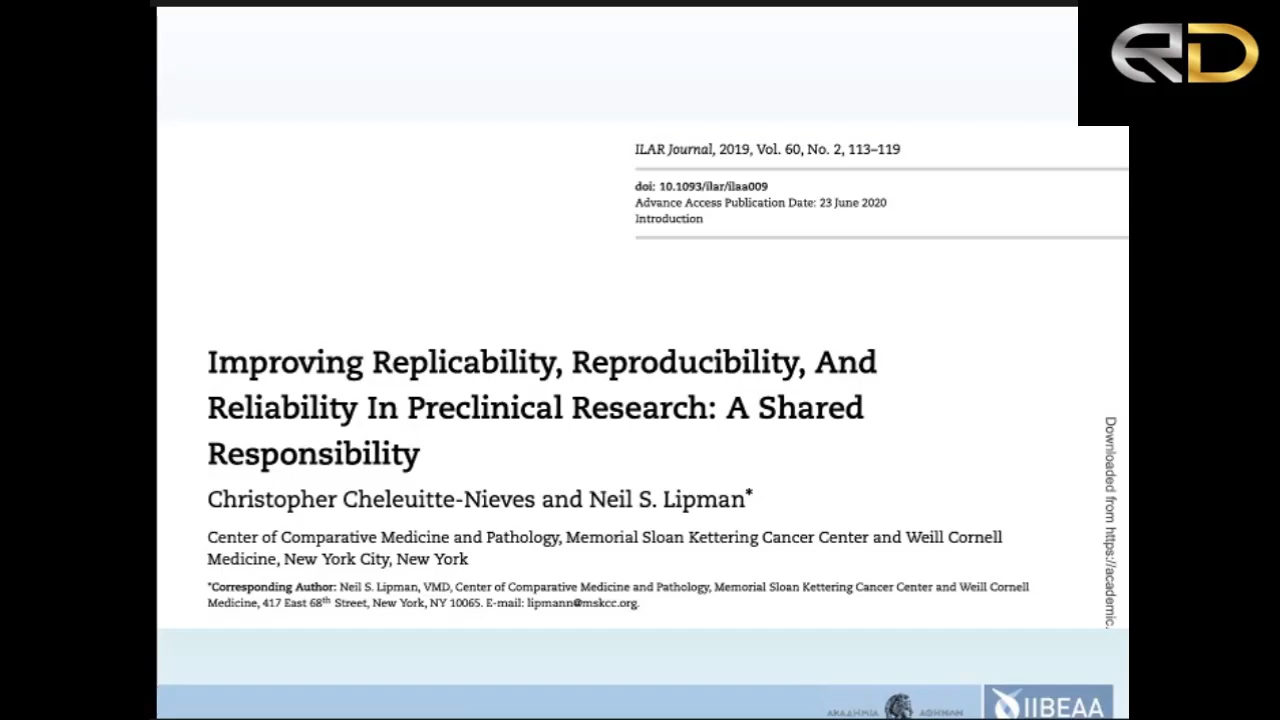 RD
ILAR Journal, 2019, Vol. 60, No. 2, 113–119
doi: 10.1093/ilar/ilaa009
Advance Access Publication Date: 23 June 2020
Introduction
Improving Replicability, Reproducibility, And
Reliability In Preclinical Research: A Shared
Responsibility
Christopher Cheleuitte-Nieves and Neil S. Lipman*
Center of Comparative Medicine and Pathology, Memorial Sloan Kettering Cancer Center and Weill Cornell
Medicine, New York City, New York
*Corresponding Author: Neil S. Lipman, VMD, Center of Comparative Medicine and Pathology, Memorial Sloan Kettering Cancer Center and Weill Cornell
Medicine, 417 East 68th Street, New York, NY 10065. E-mail: lipmann@mskcc.org.
Downloaded from https://academic.
ΑΚΑΔΗΜΙΑ ΑΘΗΝΩΝ
IIBEAA